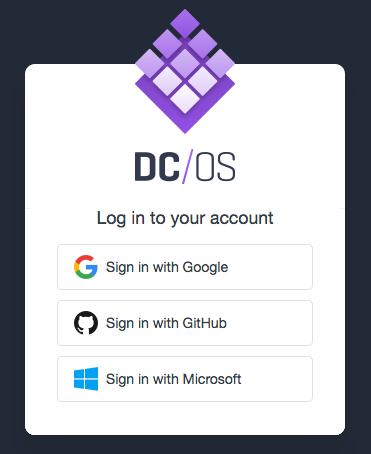 DC/OS
Log in to your account
Sign in with Google
Sign in with GitHub
Sign in with Microsoft